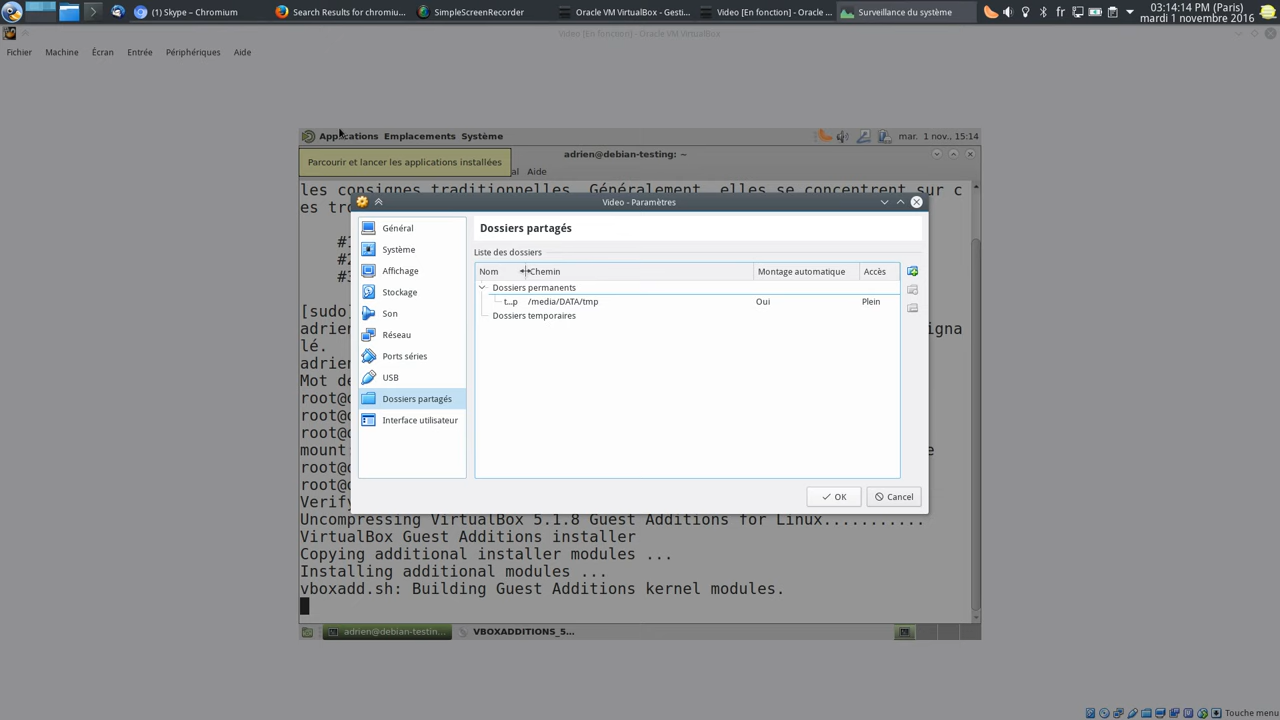 (1) Skype – Chromium
Search Results for chromiu...
SimpleScreenRecorder
Oracle VM VirtualBox – Gesti...
Video [En fonction] – Oracle ...
Surveillance du système
fr
03:14:14 PM (Paris)
mardi 1 novembre 2016
Video [En fonction] – Oracle VM VirtualBox
Fichier Machine Écran Entrée Périphériques Aide
Applications Emplacements Système
mar. 1 nov., 15:14
Parcourir et lancer les applications installées
adrien@debian-testing: ~
al Aide
les consignes traditionnelles. Généralement, elles se concentrent sur c
es tro
Video – Paramètres
Général
Système
Affichage
Stockage
Son
Réseau
Ports séries
USB
Dossiers partagés
Interface utilisateur
Dossiers partagés
Liste des dossiers
Nom Chemin Montage automatique Accès
Dossiers permanents
t...p /media/DATA/tmp Oui Plein
Dossiers temporaires
OK Cancel
#1
#2
#3
[sudo]
adrien igna
lé.
adrien
Mot de
root@d
root@d
root@d
mount: e
root@d
root@d
Verify
Uncompressing VirtualBox 5.1.8 Guest Additions for Linux...........
VirtualBox Guest Additions installer
Copying additional installer modules ...
Installing additional modules ...
vboxadd.sh: Building Guest Additions kernel modules.
adrien@debian-testin...
VBOXADDITIONS_5...
Touche menu